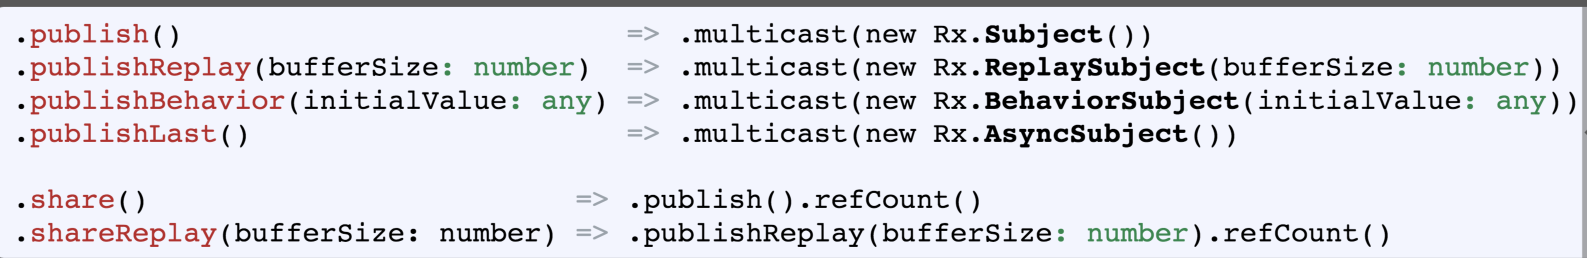 .publish() => .multicast(new Rx.Subject())
.publishReplay(bufferSize: number) => .multicast(new Rx.ReplaySubject(bufferSize: number))
.publishBehavior(initialValue: any) => .multicast(new Rx.BehaviorSubject(initialValue: any))
.publishLast() => .multicast(new Rx.AsyncSubject())
.share() => .publish().refCount()
.shareReplay(bufferSize: number) => .publishReplay(bufferSize: number).refCount()